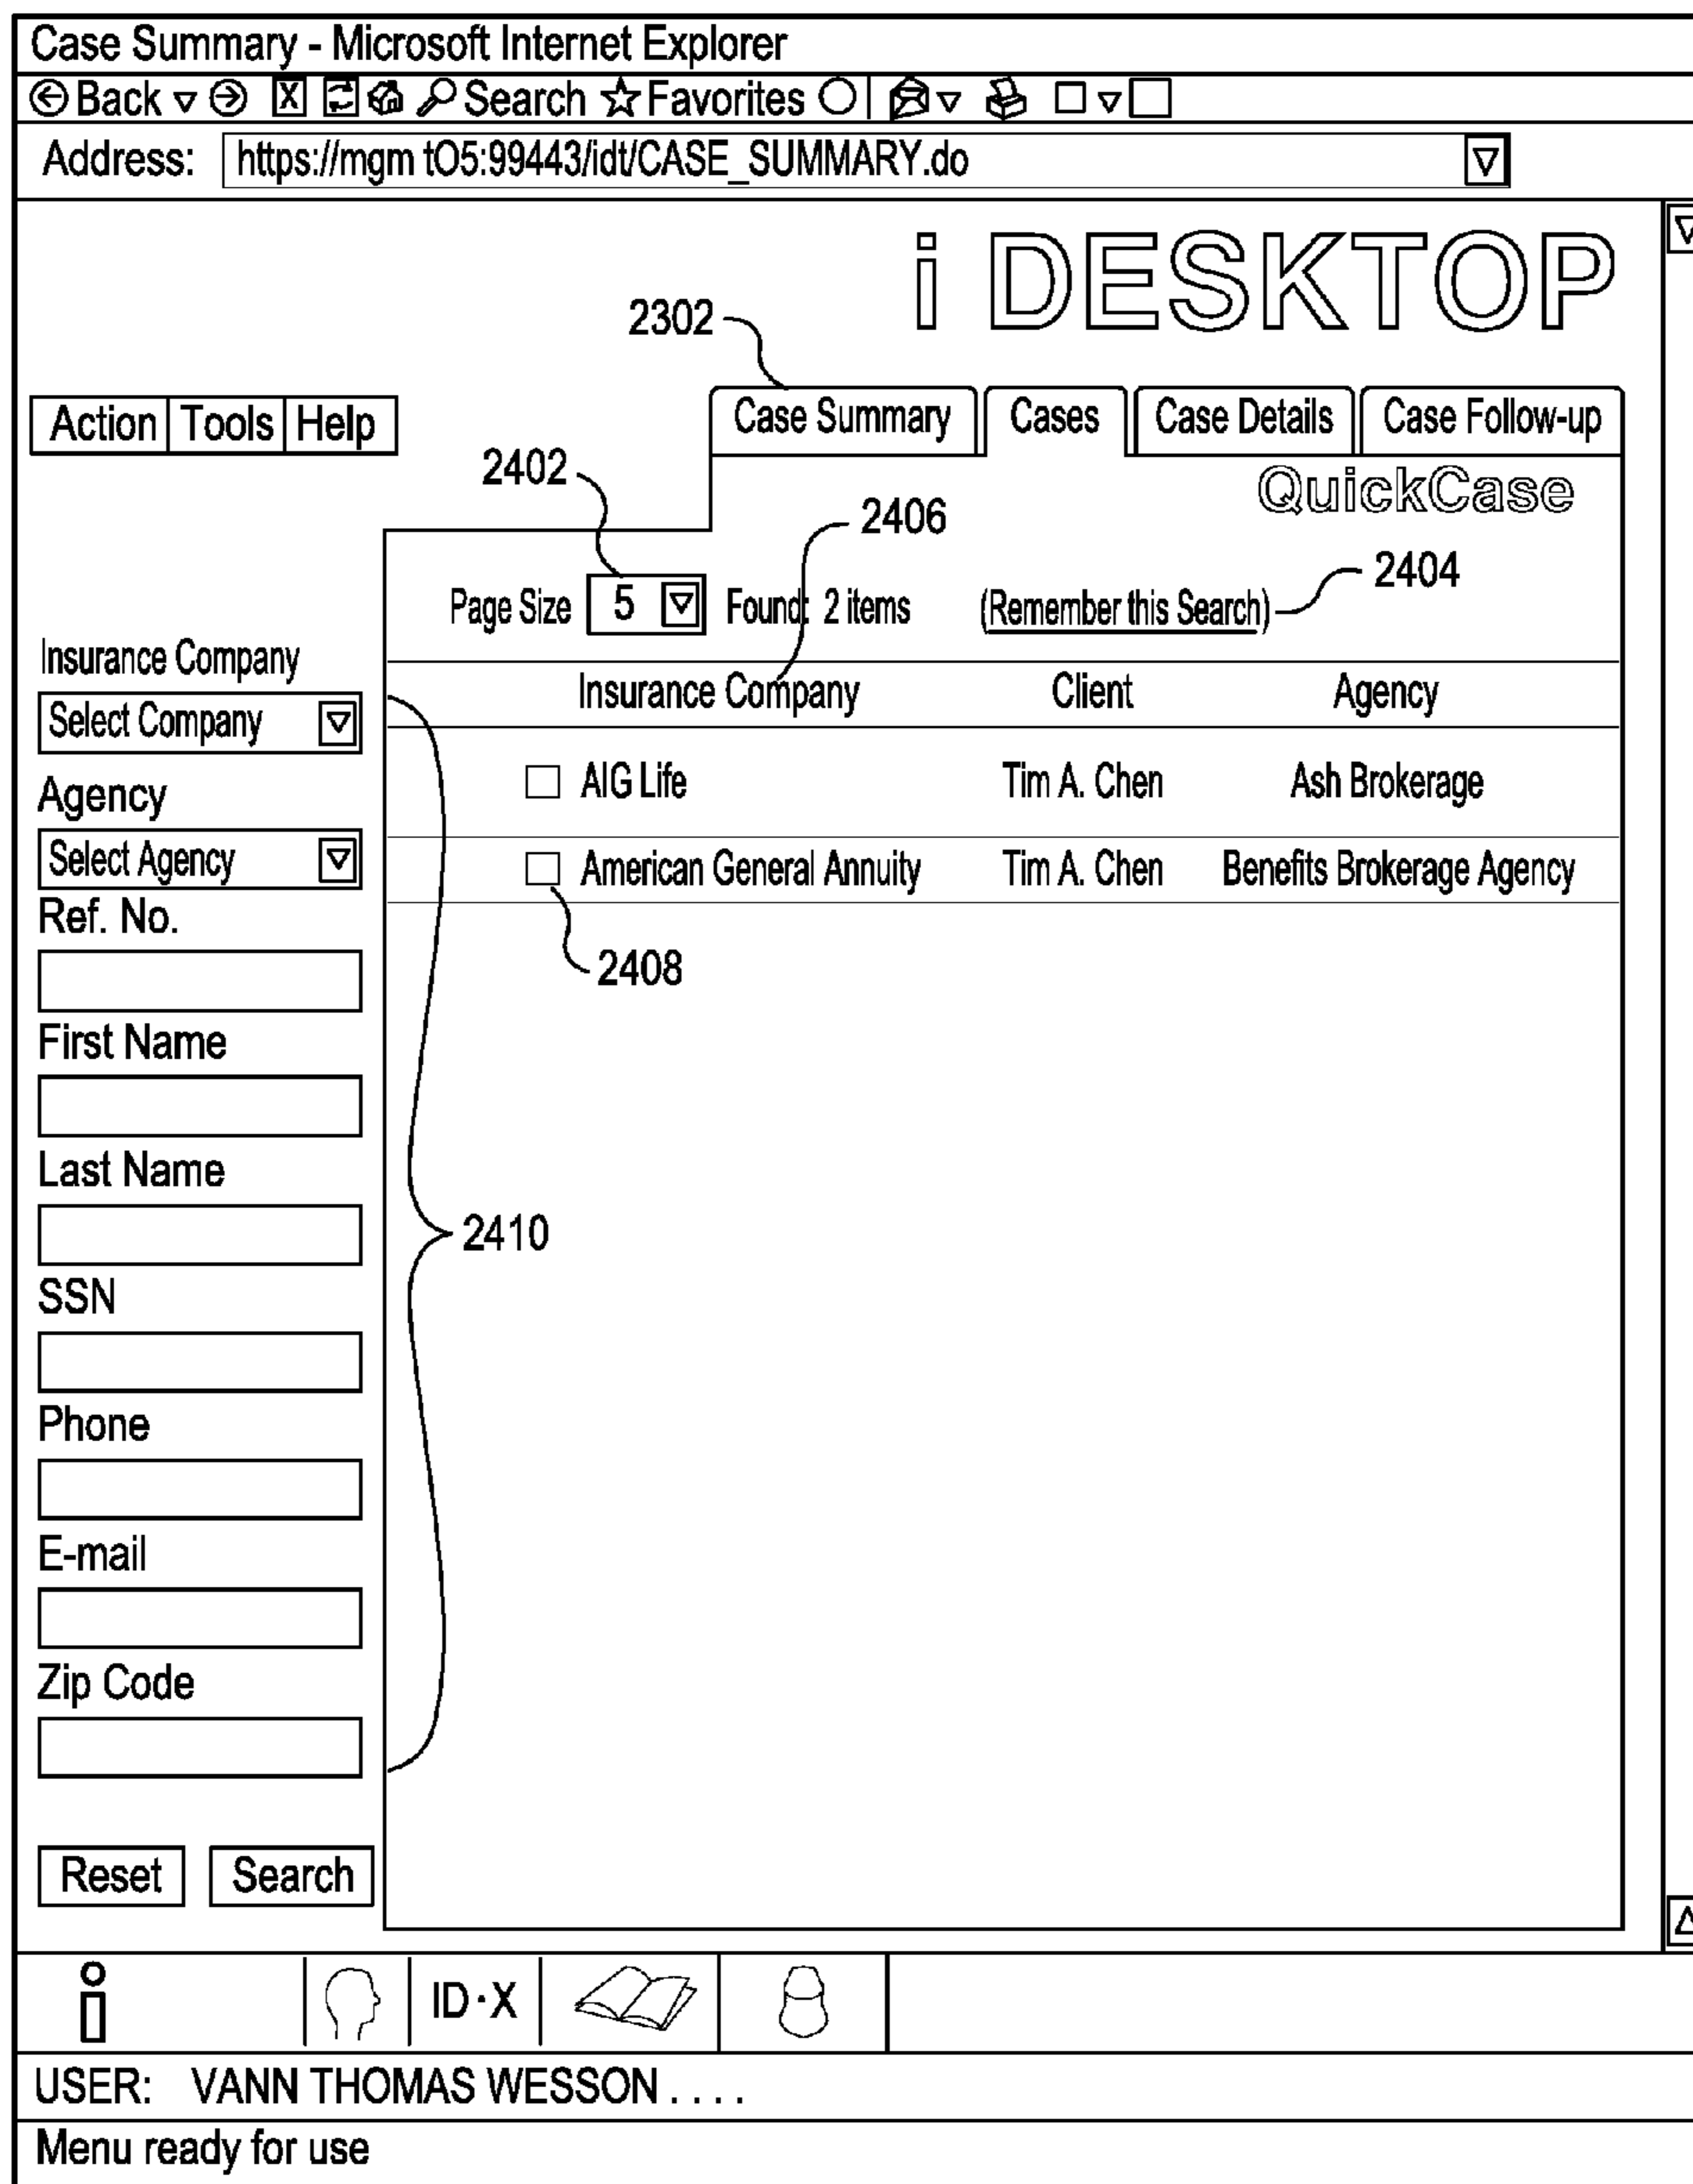 Case Summary - Microsoft Internet Explorer
Back X Search Favorites
Address: https://mgm tO5:99443/idt/CASE_SUMMARY.do
i DESKTOP
2302
Action Tools Help
Case Summary Cases Case Details Case Follow-up
2402
QuickCase
2406
2404
Page Size 5 Found: 2 items (Remember this Search)
Insurance Company
Select Company
Insurance Company Client Agency
AIG Life Tim A. Chen Ash Brokerage
Agency
Select Agency
American General Annuity Tim A. Chen Benefits Brokerage Agency
Ref. No.
2408
First Name
Last Name
2410
SSN
Phone
E-mail
Zip Code
Reset Search
i ID·X
USER: VANN THOMAS WESSON . . . .
Menu ready for use